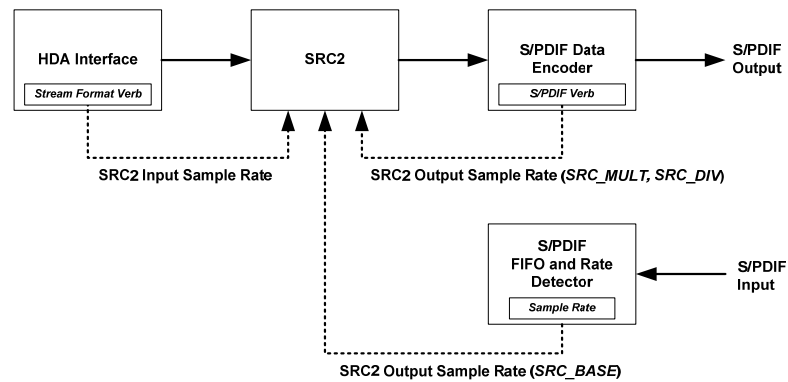 HDA Interface
Stream Format Verb
SRC2
S/PDIF Data
Encoder
S/PDIF Verb
S/PDIF
Output
SRC2 Input Sample Rate
SRC2 Output Sample Rate (SRC_MULT, SRC_DIV)
S/PDIF
FIFO and Rate
Detector
Sample Rate
S/PDIF
Input
SRC2 Output Sample Rate (SRC_BASE)